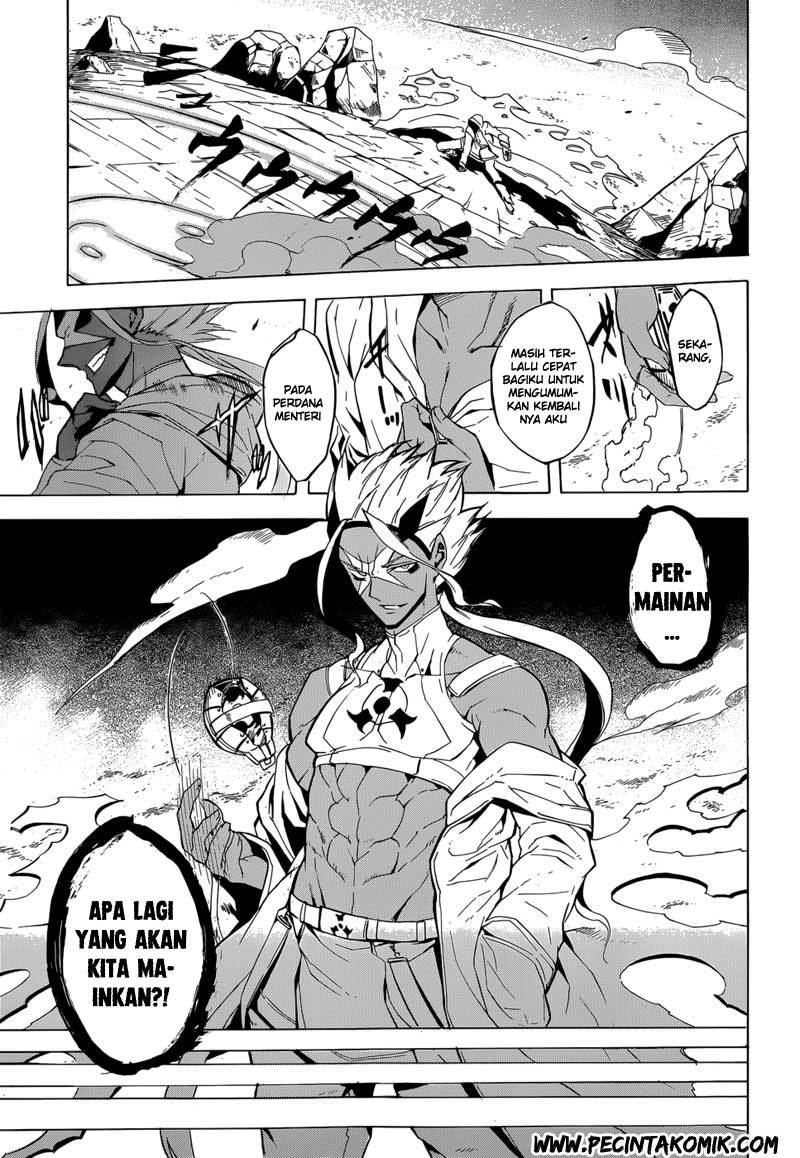 SEKA-
RANG,
MASIH TER-
LALU CEPAT
BAGIKU UNTUK
MENGUMUM-
KAN KEMBALI
NYA AKU
PADA
PERDANA
MENTERI
PER-
MAINAN
...
APA LAGI
YANG AKAN
KITA MA-
INKAN?!
WWW.PECINTAKOMIK.COM